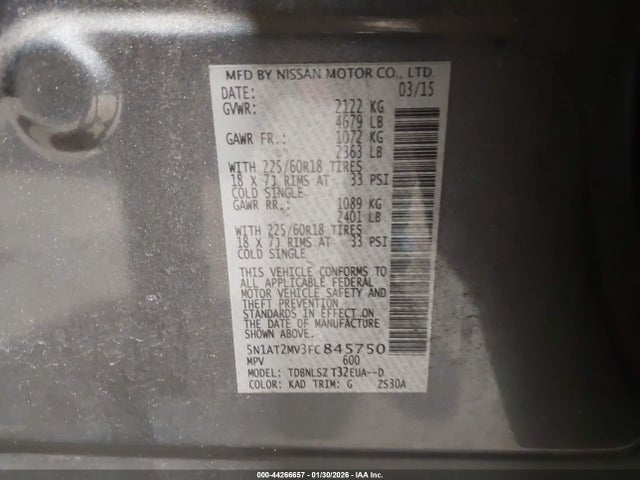 MFD BY NISSAN MOTOR CO., LTD.
DATE: 03/15
GVWR: 2122 KG
4679 LB
GAWR FR.: 1072 KG
2363 LB
WITH 225/60R18 TIRES
18 X 7J RIMS AT 33 PSI
COLD SINGLE
GAWR RR.: 1089 KG
2401 LB
WITH 225/60R18 TIRES
18 X 7J RIMS AT 33 PSI
COLD SINGLE
THIS VEHICLE CONFORMS TO
ALL APPLICABLE FEDERAL
MOTOR VEHICLE SAFETY AND
THEFT PREVENTION
STANDARDS IN EFFECT ON
THE DATE OF MANUFACTURE
SHOWN ABOVE.
5N1AT2MV3FC845750
MPV 600
MODEL: TDBNLSZ T32EUA--D
COLOR: KAD TRIM: G ZS30A
000-44266657 - 01/30/2026 - IAA Inc.